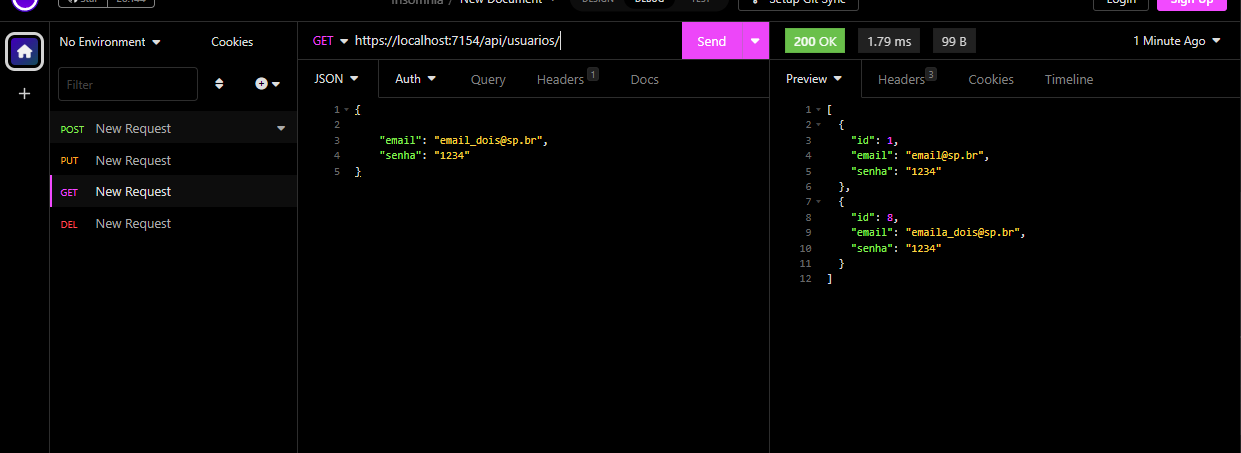 Star 26.144
Insomnia / New Document
DESIGN DEBUG TEST
Setup Git Sync
Login Sign Up
No Environment Cookies
Filter
POST New Request
PUT New Request
GET New Request
DEL New Request
GET https://localhost:7154/api/usuarios/ Send
JSON Auth Query Headers 1 Docs
1 {
2
3 "email": "email_dois@sp.br",
4 "senha": "1234"
5 }
200 OK 1.79 ms 99 B 1 Minute Ago
Preview Headers 3 Cookies Timeline
1 [
2 {
3 "id": 1,
4 "email": "email@sp.br",
5 "senha": "1234"
6 },
7 {
8 "id": 8,
9 "email": "emaila_dois@sp.br",
10 "senha": "1234"
11 }
12 ]